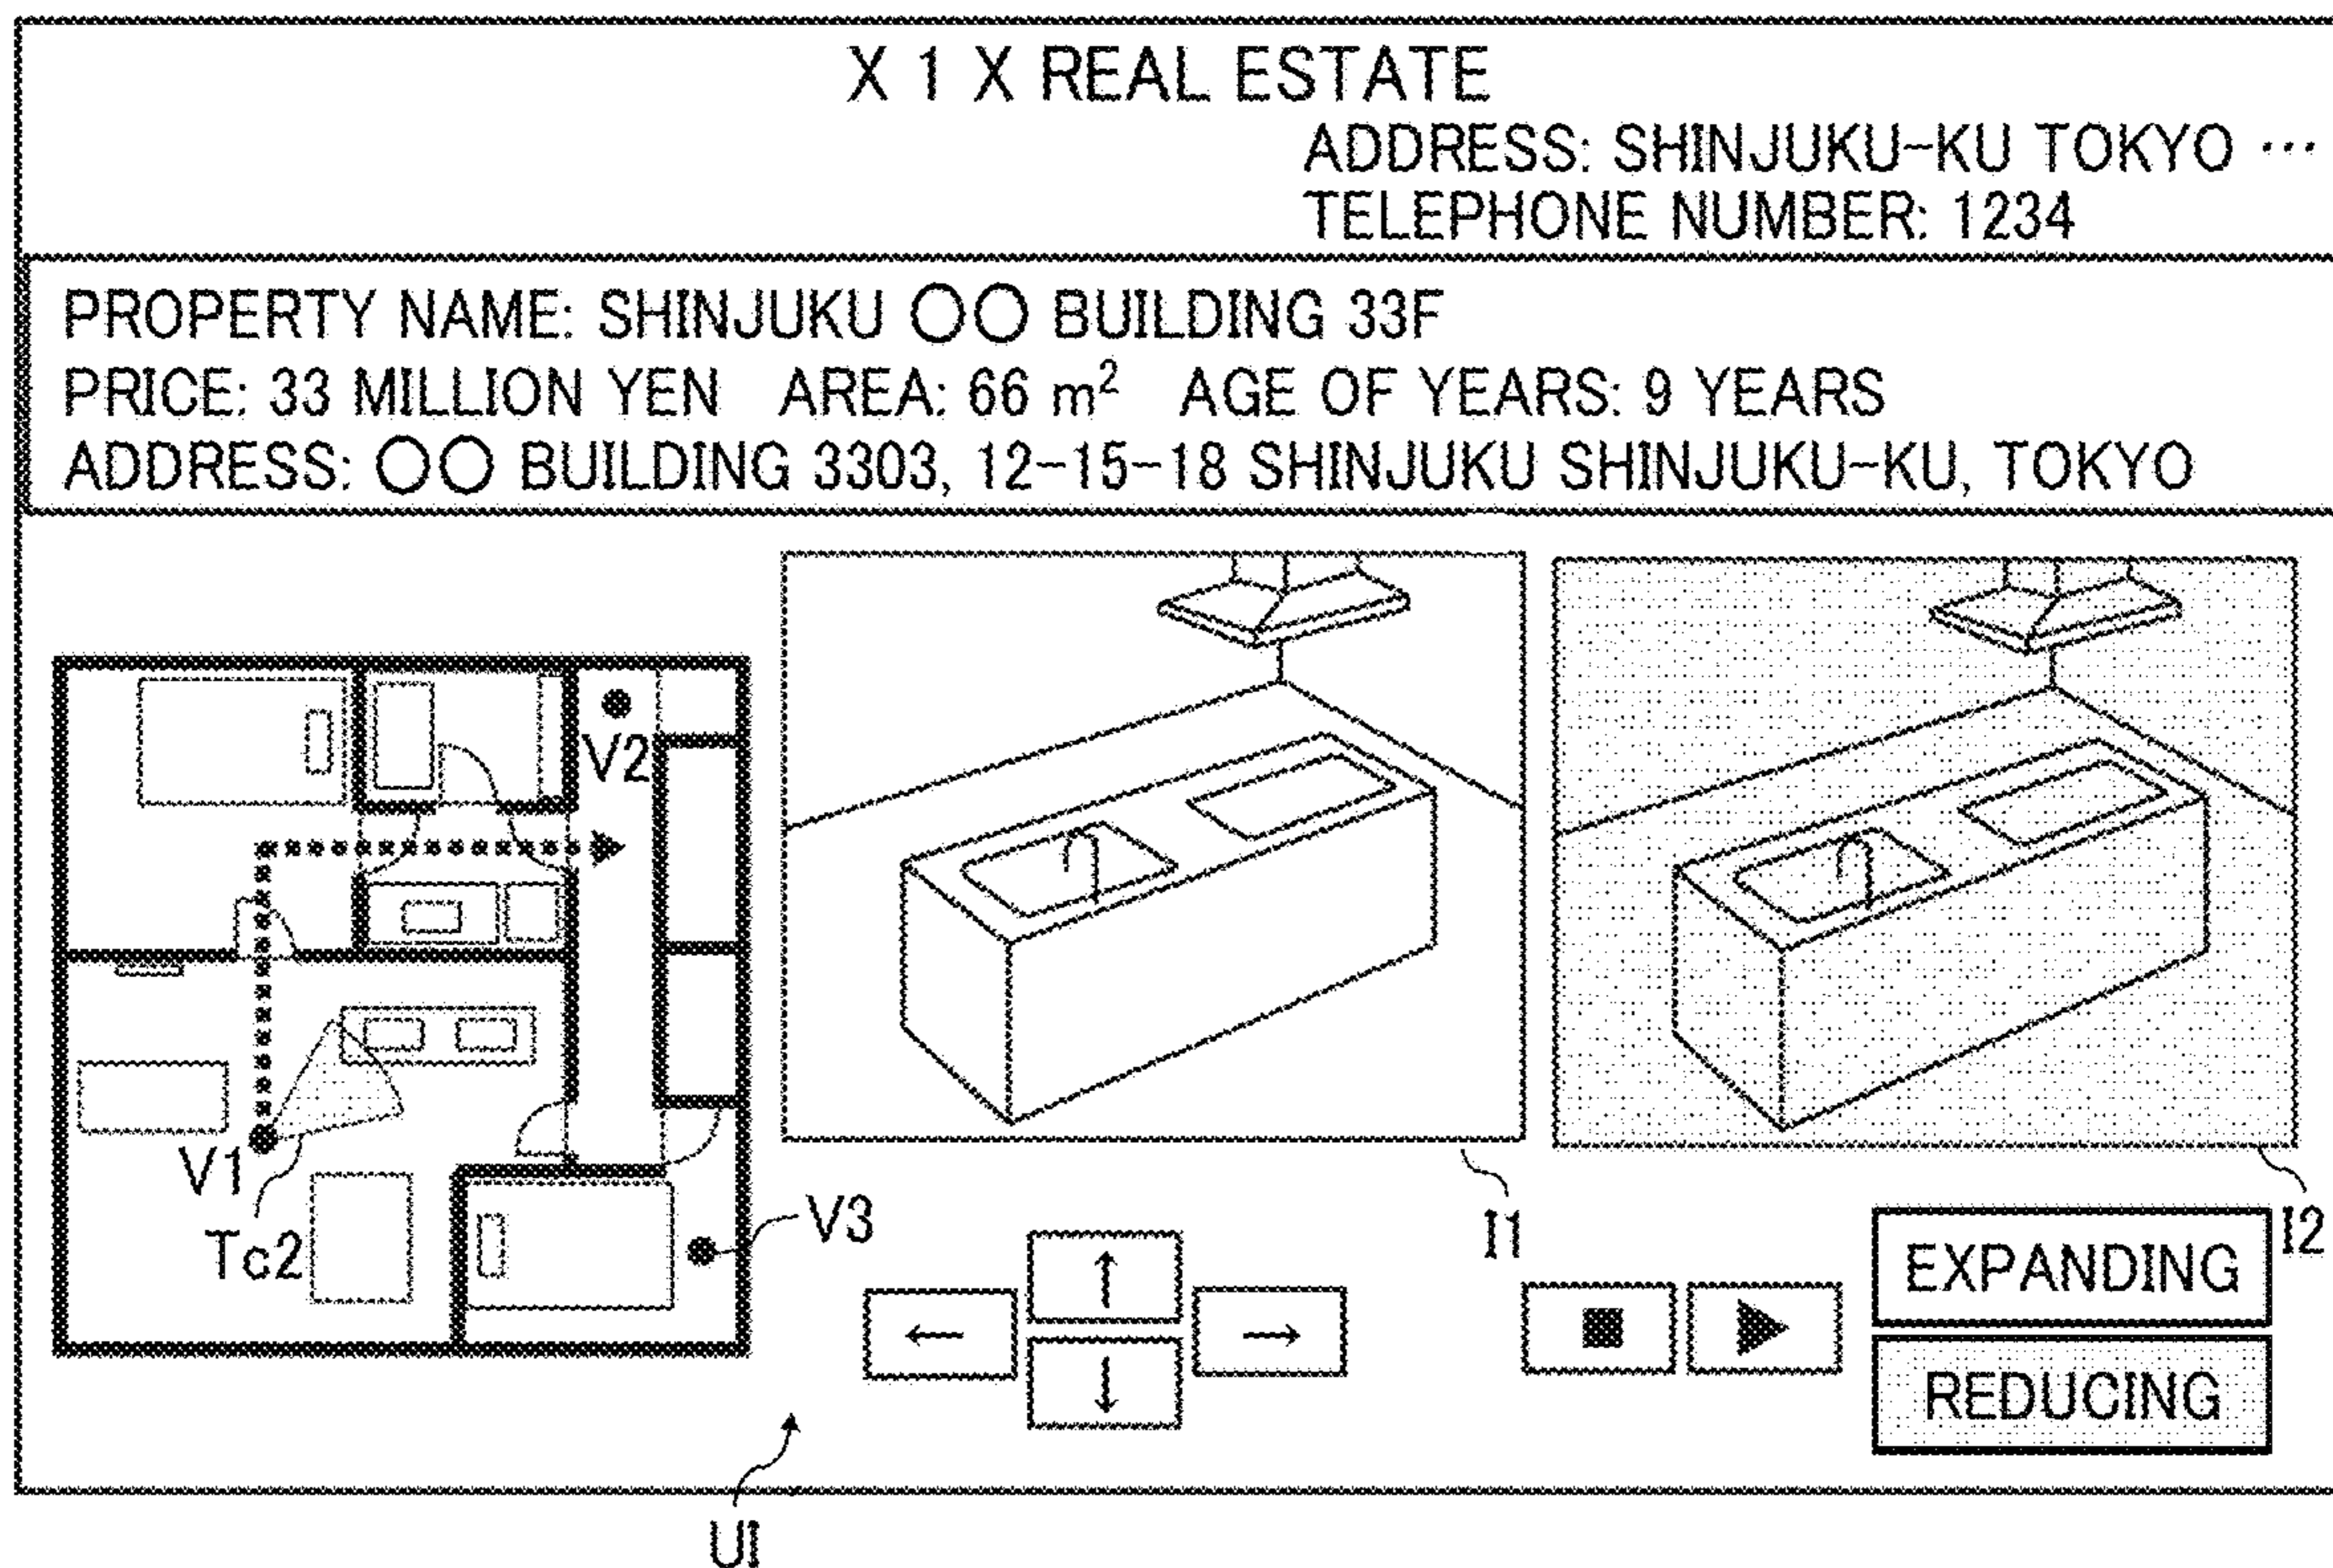 X 1 X REAL ESTATE
ADDRESS: SHINJUKU-KU TOKYO ···
TELEPHONE NUMBER: 1234
PROPERTY NAME: SHINJUKU ○○ BUILDING 33F
PRICE: 33 MILLION YEN AREA: 66 m² AGE OF YEARS: 9 YEARS
ADDRESS: ○○ BUILDING 3303, 12-15-18 SHINJUKU SHINJUKU-KU, TOKYO
V2
V1
Tc2
V3
I1
I2
↑
← →
↓
■ ▶
EXPANDING
REDUCING
UI